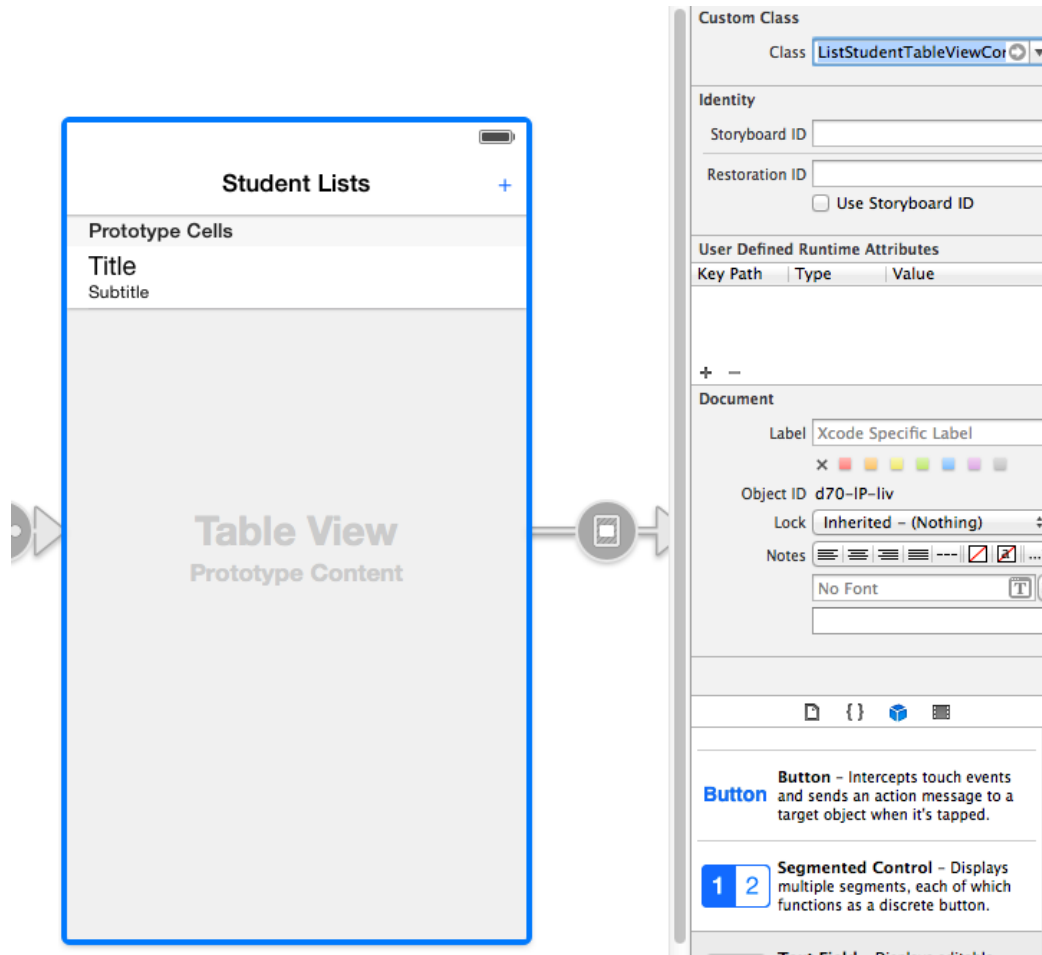 Student Lists
+
Prototype Cells
Title
Subtitle
Table View
Prototype Content
Custom Class
Class ListStudentTableViewCor
Identity
Storyboard ID
Restoration ID
Use Storyboard ID
User Defined Runtime Attributes
Key Path Type Value
+ −
Document
Label Xcode Specific Label
Object ID d70-lP-liv
Lock Inherited – (Nothing)
Notes
No Font
{}
Button – Intercepts touch events
Button and sends an action message to a
target object when it's tapped.
Segmented Control – Displays
1 2 multiple segments, each of which
functions as a discrete button.